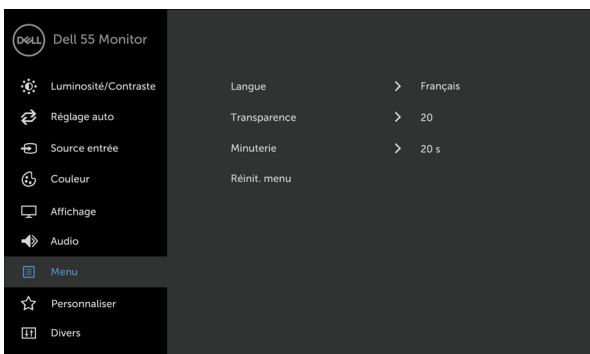 DELL Dell 55 Monitor
Luminosité/Contraste
Réglage auto
Source entrée
Couleur
Affichage
Audio
Menu
Personnaliser
Divers
Langue > Français
Transparence > 20
Minuterie > 20 s
Réinit. menu